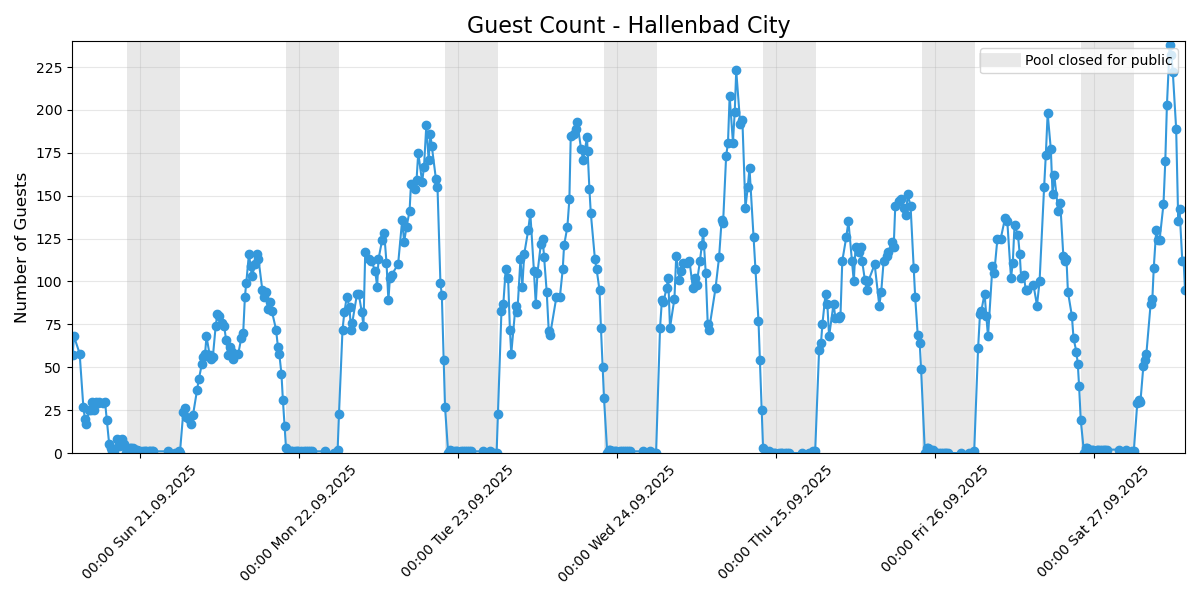 Guest Count - Hallenbad City
Pool closed for public
Number of Guests
225
200
175
150
125
100
75
50
25
0
00:00 Sun 21.09.2025
00:00 Mon 22.09.2025
00:00 Tue 23.09.2025
00:00 Wed 24.09.2025
00:00 Thu 25.09.2025
00:00 Fri 26.09.2025
00:00 Sat 27.09.2025